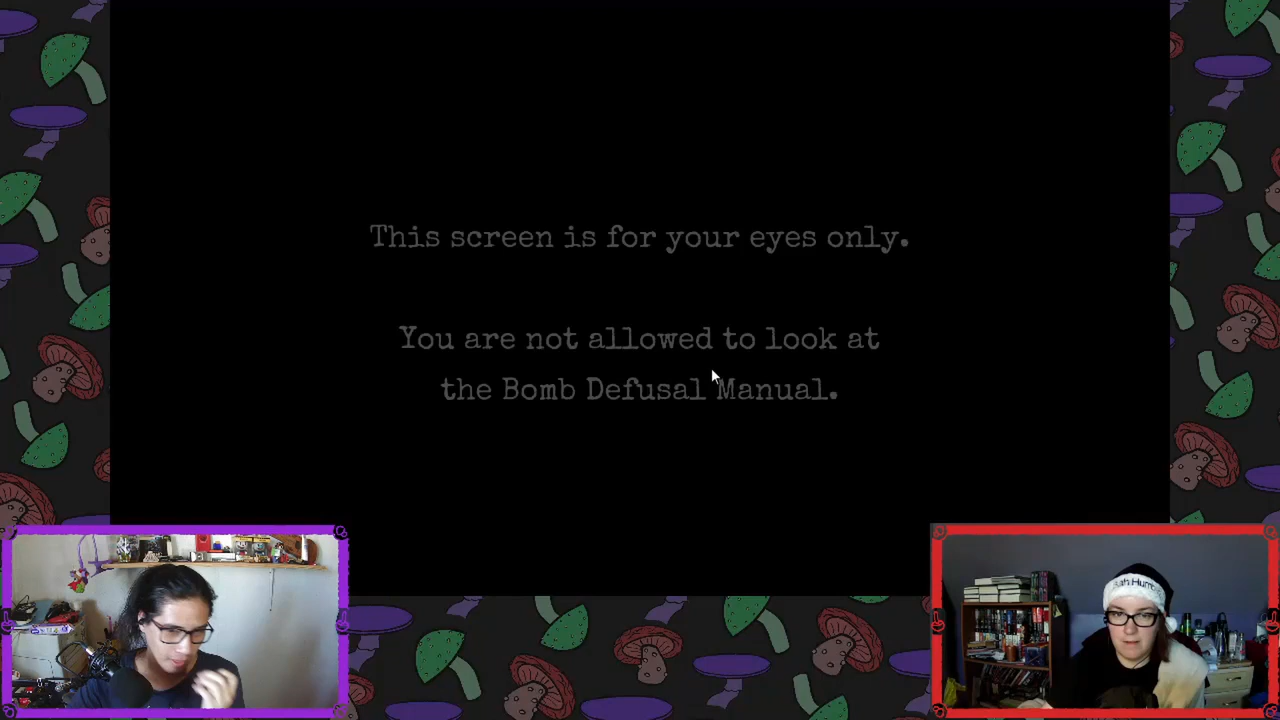 This screen is for your eyes only.
You are not allowed to look at
the Bomb Defusal Manual.